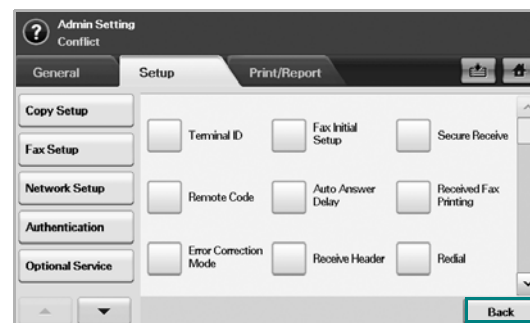 Admin Setting
Conflict
General
Setup
Print/Report
Copy Setup
Fax Setup
Network Setup
Authentication
Optional Service
Terminal ID
Fax Initial
Setup
Secure Receive
Remote Code
Auto Answer
Delay
Received Fax
Printing
Error Correction
Mode
Receive Header
Redial
Back